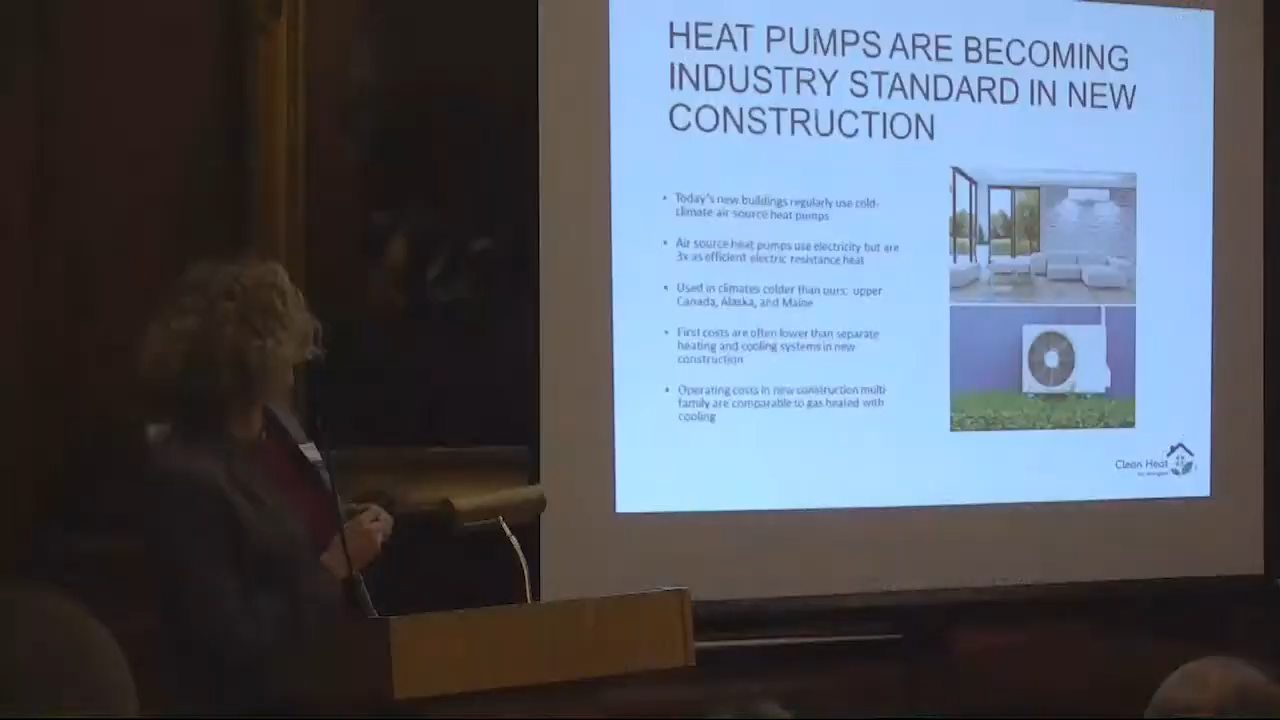 HEAT PUMPS ARE BECOMING
INDUSTRY STANDARD IN NEW
CONSTRUCTION
• Today's new buildings regularly use cold-
climate air source heat pumps
• Air source heat pumps use electricity but are
3x as efficient electric resistance heat
• Used in climates colder than ours: upper
Canada, Alaska, and Maine
• First costs are often lower than separate
heating and cooling systems in new
construction
• Operating costs in new construction multi
family are comparable to gas heated with
cooling
Clean Heat